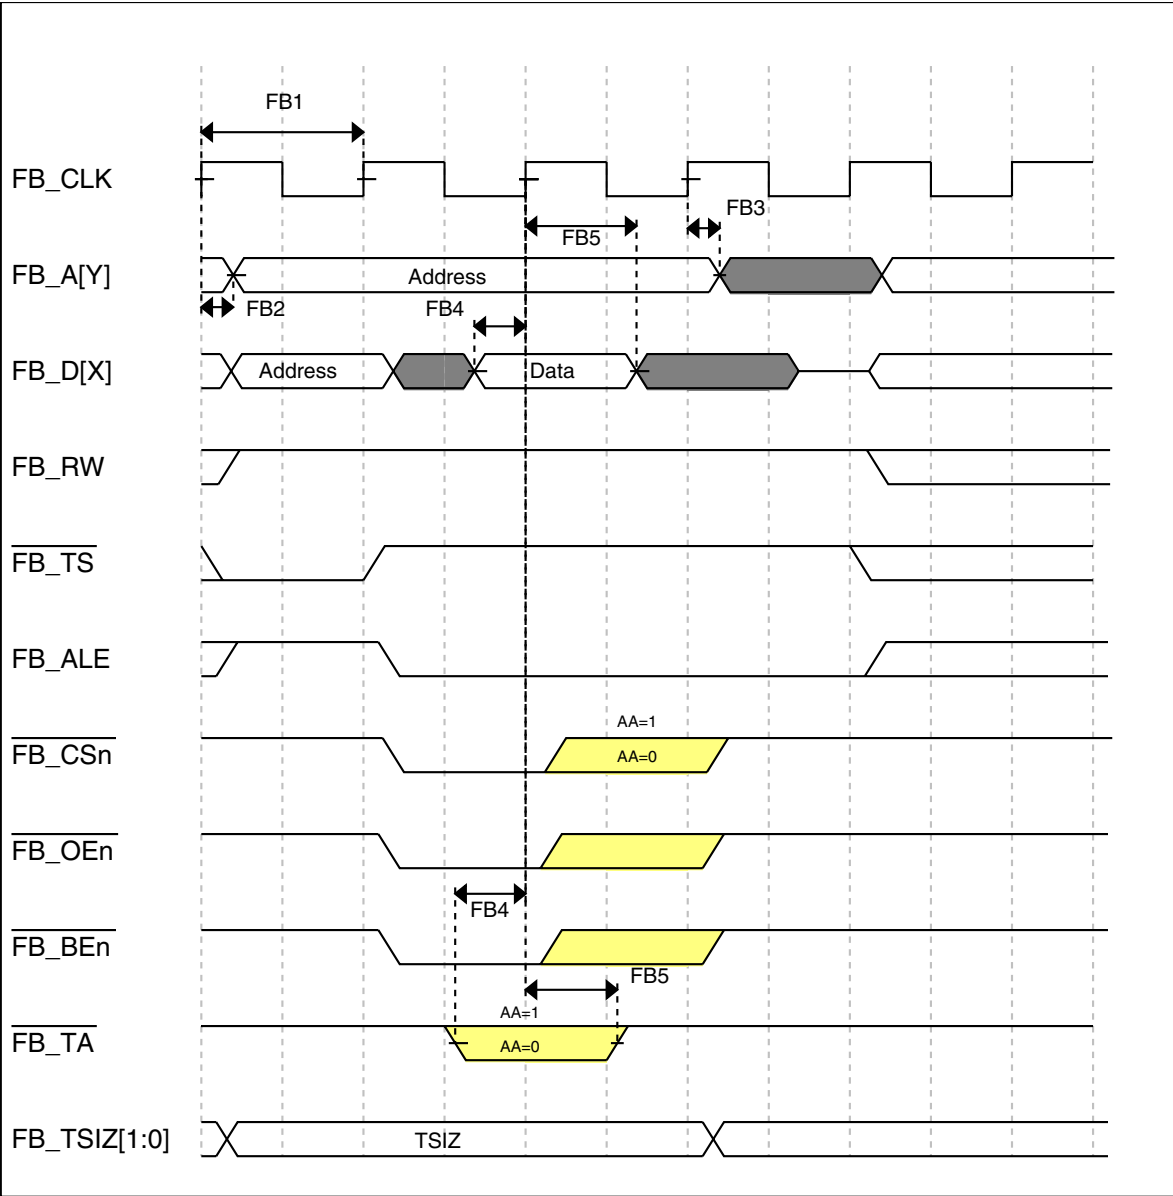 FB1
FB_CLK
FB3
FB5
FB_A[Y]
Address
FB2
FB4
FB_D[X]
Address
Data
FB_RW
FB_TS
FB_ALE
AA=1
FB_CSn
AA=0
FB_OEn
FB4
FB_BEn
FB5
AA=1
FB_TA
AA=0
FB_TSIZ[1:0]
TSIZ